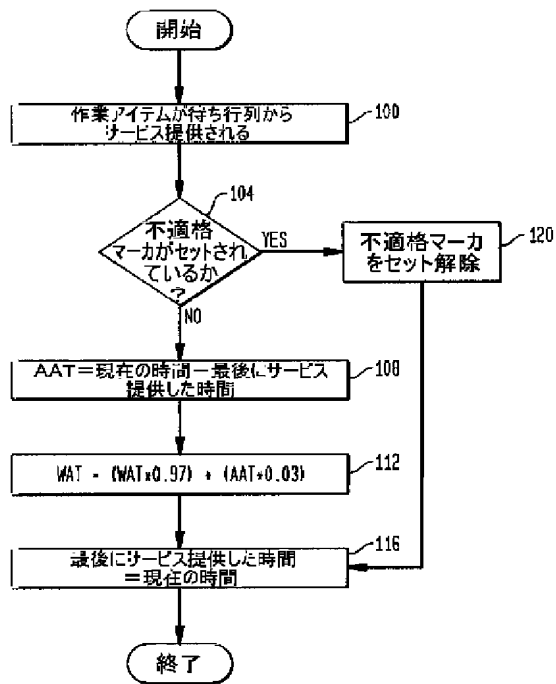 開始
作業アイテムが待ち行列から
サービス提供される
100
104
不適格
マーカがセットされ
ているか
?
YES
不適格マーカ
をセット解除
120
NO
AAT=現在の時間-最後にサービス
提供した時間
108
WAT - (WAT*0.97) + (AAT*0.03)
112
最後にサービス提供した時間
=現在の時間
116
終了